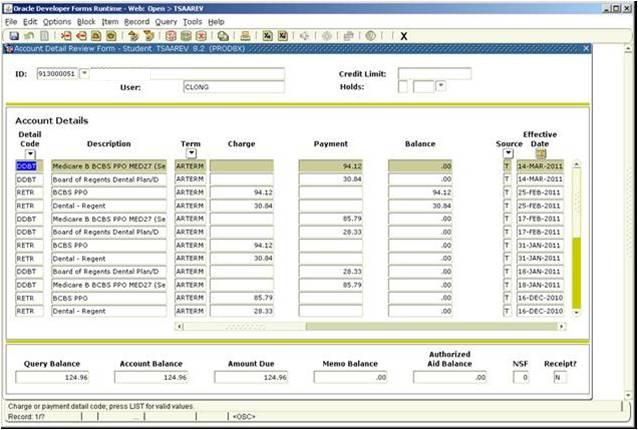 Oracle Developer Forms Runtime - Web: Open > TSAAREV
File Edit Options Block Item Record Query Tools Help
X
Account Detail Review Form - Student TSAAREV 8.2 (PRODBX)
ID: 913000051 Credit Limit:
User: CLONG Holds:
Account Details
Detail Code Description Term Charge Payment Balance Source Effective Date
DDBT Medicare B BCBS PPO MED27 (Se ARTERM 94.12 .00 T 14-MAR-2011
DDBT Board of Regents Dental Plan/D ARTERM 30.84 .00 T 14-MAR-2011
RETR BCBS PPO ARTERM 94.12 94.12 T 25-FEB-2011
RETR Dental - Regent ARTERM 30.84 30.84 T 25-FEB-2011
DDBT Medicare B BCBS PPO MED27 (Se ARTERM 85.79 .00 T 17-FEB-2011
DDBT Board of Regents Dental Plan/D ARTERM 28.33 .00 T 17-FEB-2011
RETR BCBS PPO ARTERM 94.12 .00 T 31-JAN-2011
RETR Dental - Regent ARTERM 30.84 .00 T 31-JAN-2011
DDBT Board of Regents Dental Plan/D ARTERM 28.33 .00 T 18-JAN-2011
DDBT Medicare B BCBS PPO MED27 (Se ARTERM 85.79 .00 T 18-JAN-2011
RETR BCBS PPO ARTERM 85.79 .00 T 16-DEC-2010
RETR Dental - Regent ARTERM 28.33 .00 T 16-DEC-2010
Query Balance Account Balance Amount Due Memo Balance Authorized Aid Balance NSF Receipt?
124.96 124.96 124.96 .00 .00 0 N
Charge or payment detail code; press LIST for valid values.
Record: 1/? ... <OSC>